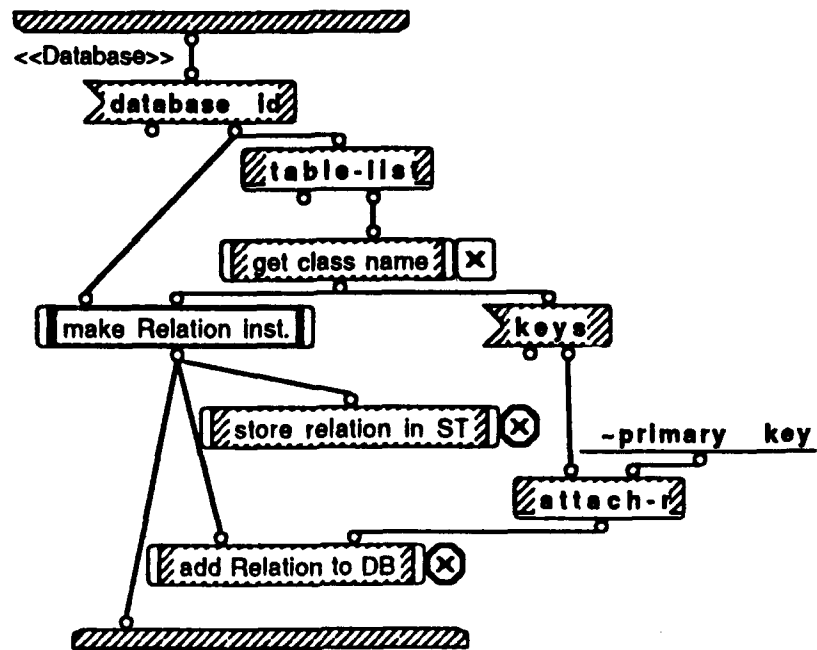 <<Database>>
database id
table-list
get class name
make Relation inst.
keys
store relation in ST
~primary key
attach-r
add Relation to DB